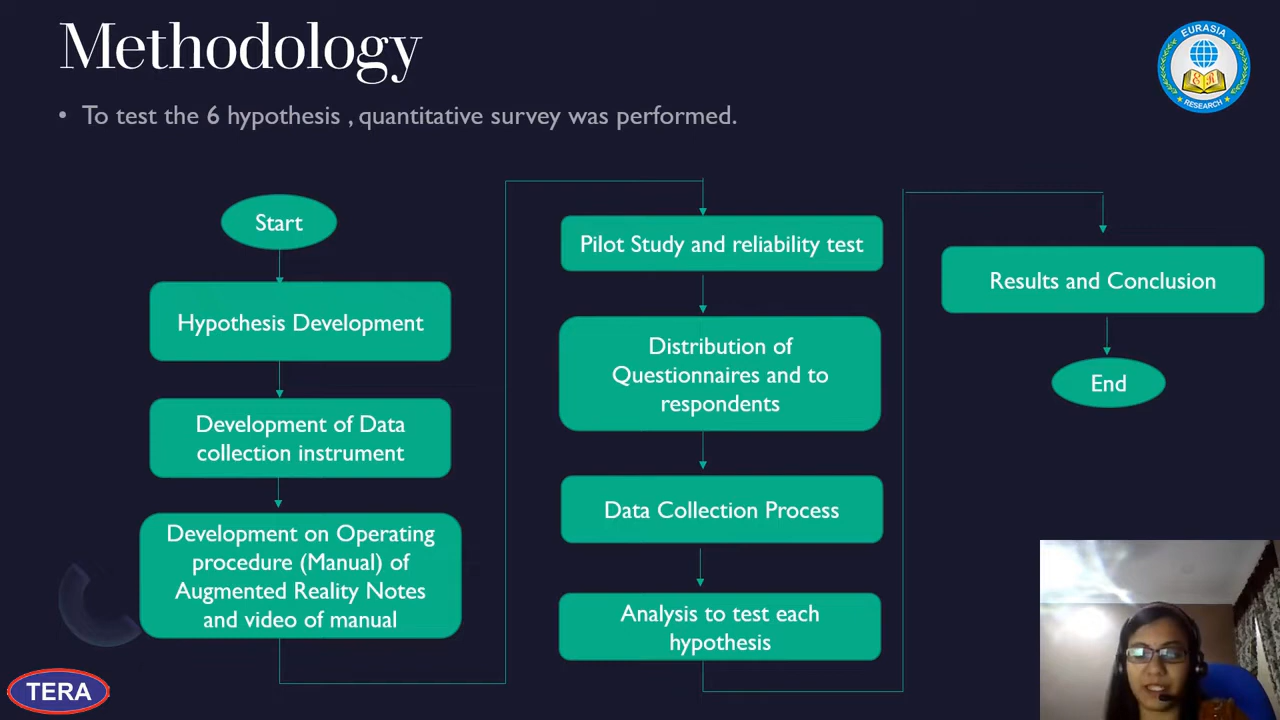 Methodology
• To test the 6 hypothesis , quantitative survey was performed.
EURASIA
RESEARCH
Start
Hypothesis Development
Development of Data
collection instrument
Development on Operating
procedure (Manual) of
Augmented Reality Notes
and video of manual
Pilot Study and reliability test
Distribution of
Questionnaires and to
respondents
Data Collection Process
Analysis to test each
hypothesis
Results and Conclusion
End
TERA